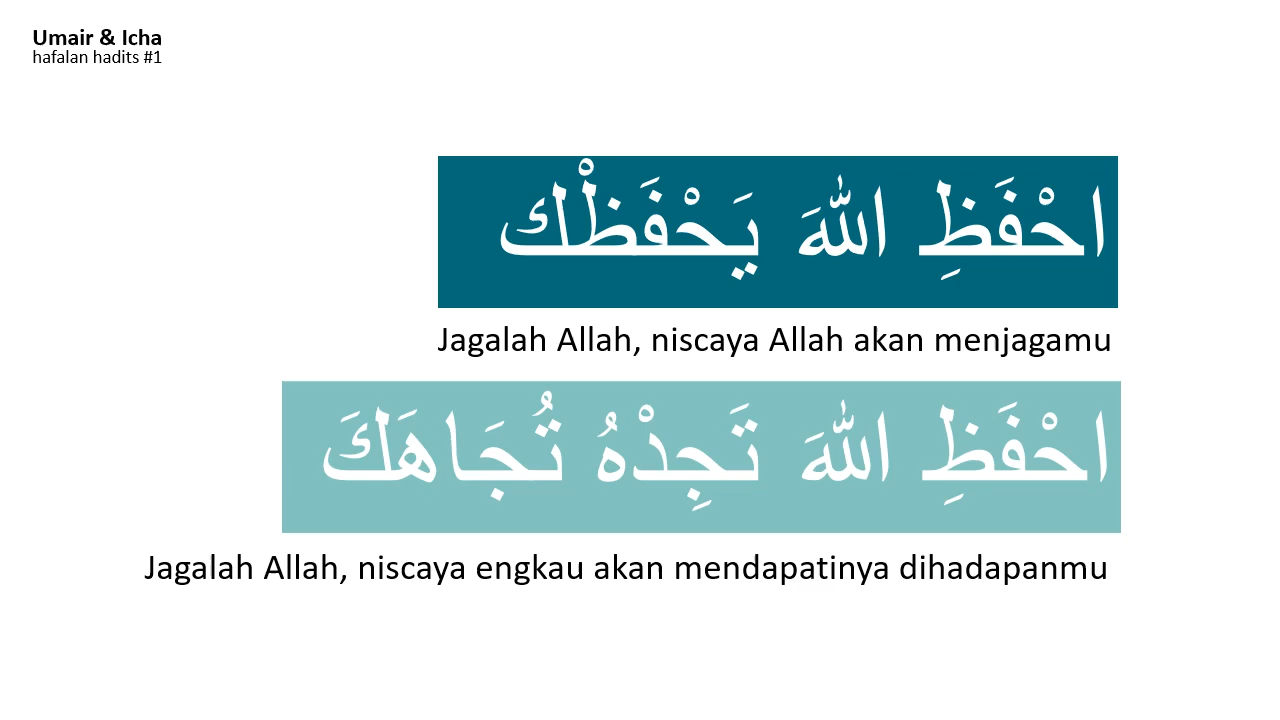 Umair & Icha
hafalan hadits #1
احْفَظِ اللهَ يَحْفَظْك
Jagalah Allah, niscaya Allah akan menjagamu
احْفَظِ اللهَ تَجِدْهُ تُجَاهَكَ
Jagalah Allah, niscaya engkau akan mendapatinya dihadapanmu